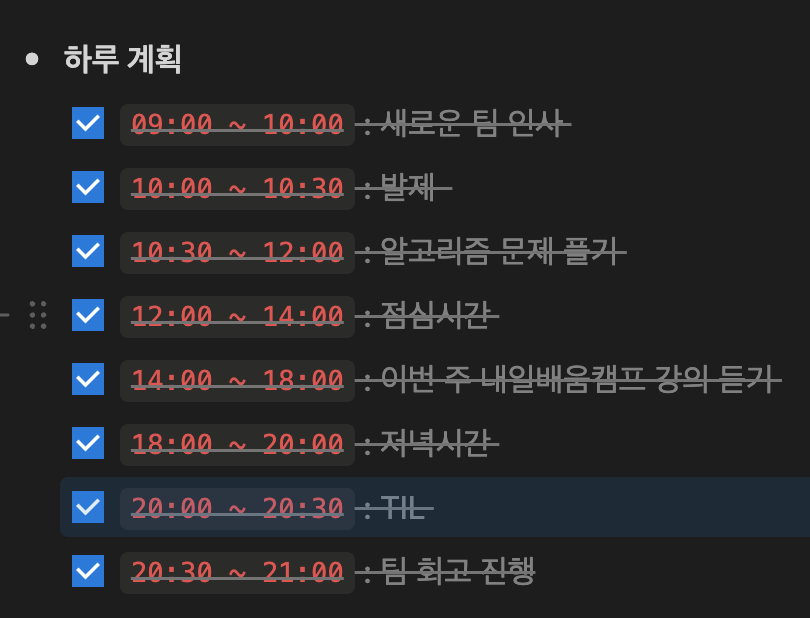 하루 계획
09:00 ~ 10:00 : 새로운 팀 인사
10:00 ~ 10:30 : 발제
10:30 ~ 12:00 : 알고리즘 문제 풀기
12:00 ~ 14:00 : 점심시간
14:00 ~ 18:00 : 이번 주 내일배움캠프 강의 듣기
18:00 ~ 20:00 : 저녁시간
20:00 ~ 20:30 : TIL
20:30 ~ 21:00 : 팀 회고 진행